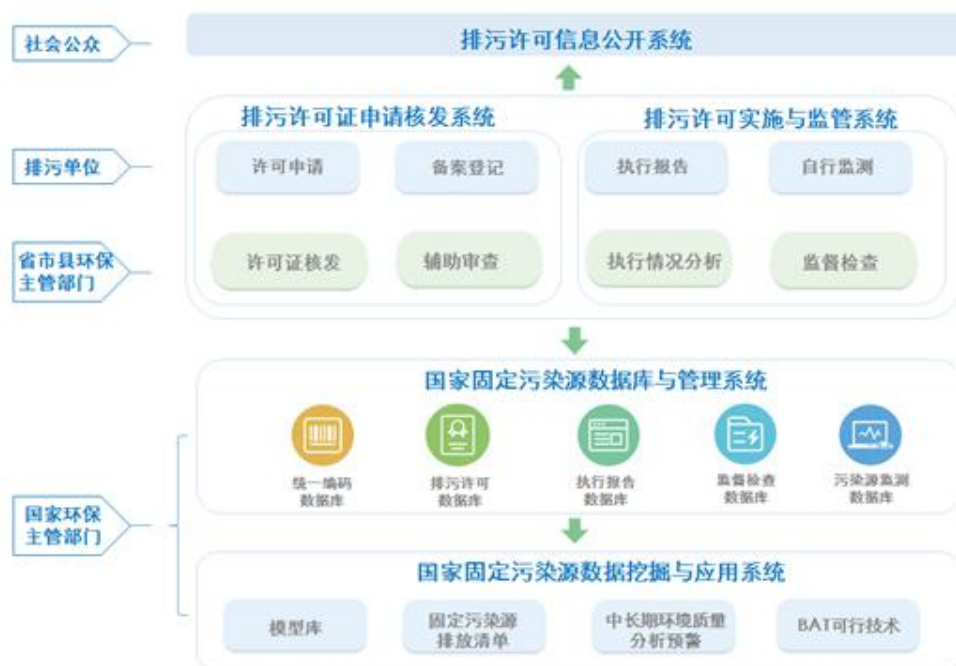 社会公众
排污许可信息公开系统
排污许可证申请核发系统
排污许可实施与监管系统
排污单位
许可申请
备案登记
执行报告
自行监测
省市县环保
主管部门
许可证核发
辅助审查
执行情况分析
监督检查
国家固定污染源数据库与管理系统
统一编码
数据库
排污许可
数据库
执行报告
数据库
监督检查
数据库
污染源监测
数据库
国家环保
主管部门
国家固定污染源数据挖掘与应用系统
模型库
固定污染源
排放清单
中长期环境质量
分析预警
BAT可行技术